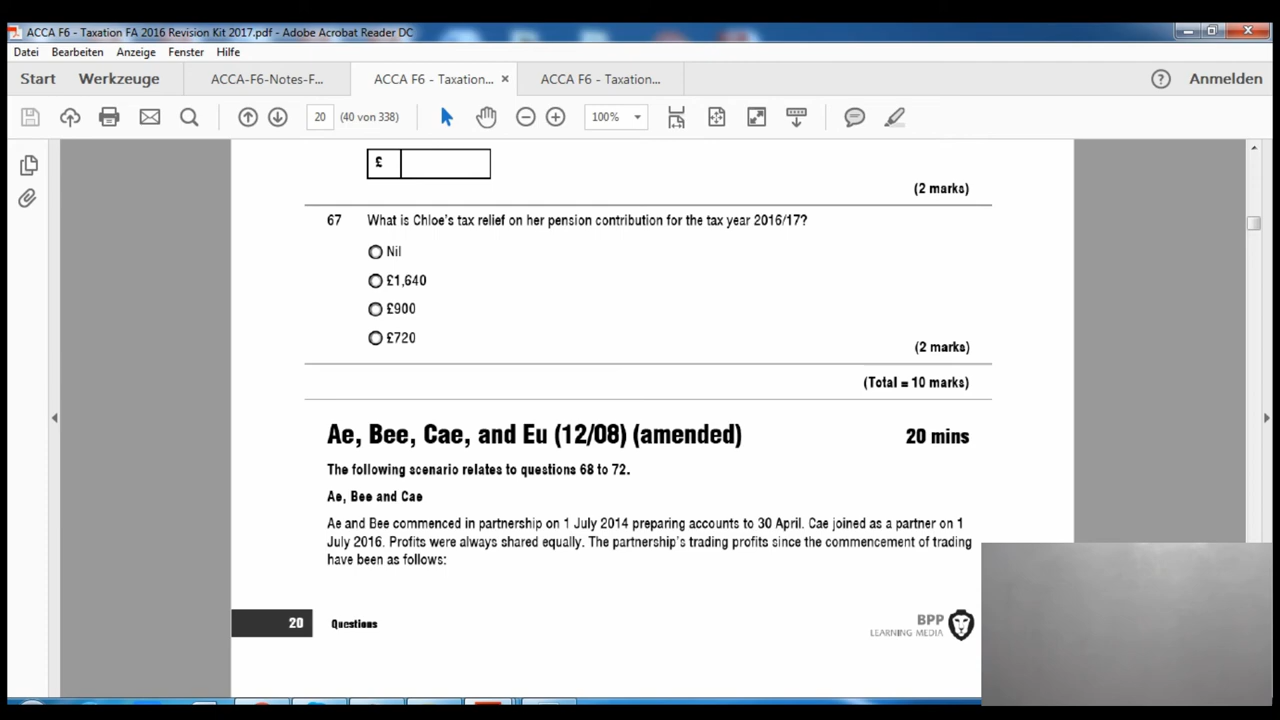 ACCA F6 - Taxation FA 2016 Revision Kit 2017.pdf - Adobe Acrobat Reader DC
Datei Bearbeiten Anzeige Fenster Hilfe
Start Werkzeuge ACCA-F6-Notes-F... ACCA F6 - Taxation... × ACCA F6 - Taxation... Anmelden
20 (40 von 338) 100%
£
(2 marks)
67 What is Chloe's tax relief on her pension contribution for the tax year 2016/17?
Nil
£1,640
£900
£720
(2 marks)
(Total = 10 marks)
Ae, Bee, Cae, and Eu (12/08) (amended) 20 mins
The following scenario relates to questions 68 to 72.
Ae, Bee and Cae
Ae and Bee commenced in partnership on 1 July 2014 preparing accounts to 30 April. Cae joined as a partner on 1
July 2016. Profits were always shared equally. The partnership's trading profits since the commencement of trading
have been as follows:
20 Questions
BPP
LEARNING MEDIA